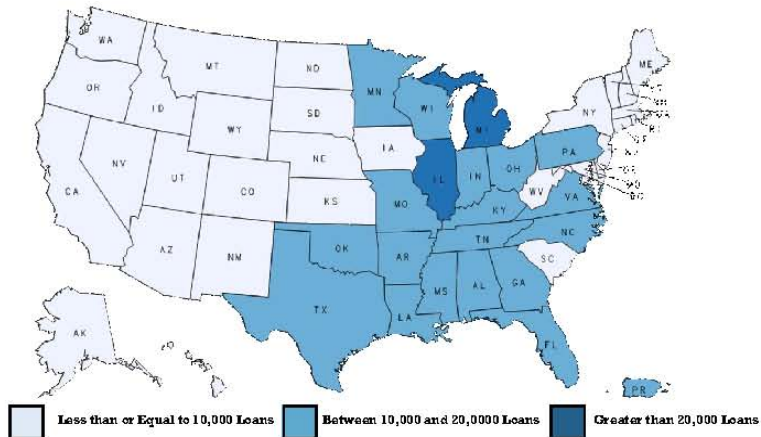 WA
MT
ND
MN
ME
OR
ID
SD
WI
MI
NY
WY
IA
PA
NE
OH
IL
IN
NV
UT
CO
WV
VA
CA
KS
MO
KY
NC
TN
AZ
NM
OK
AR
SC
MS
AL
GA
TX
LA
AK
FL
PR
Less than or Equal to 10,000 Loans
Between 10,000 and 20,0000 Loans
Greater than 20,000 Loans